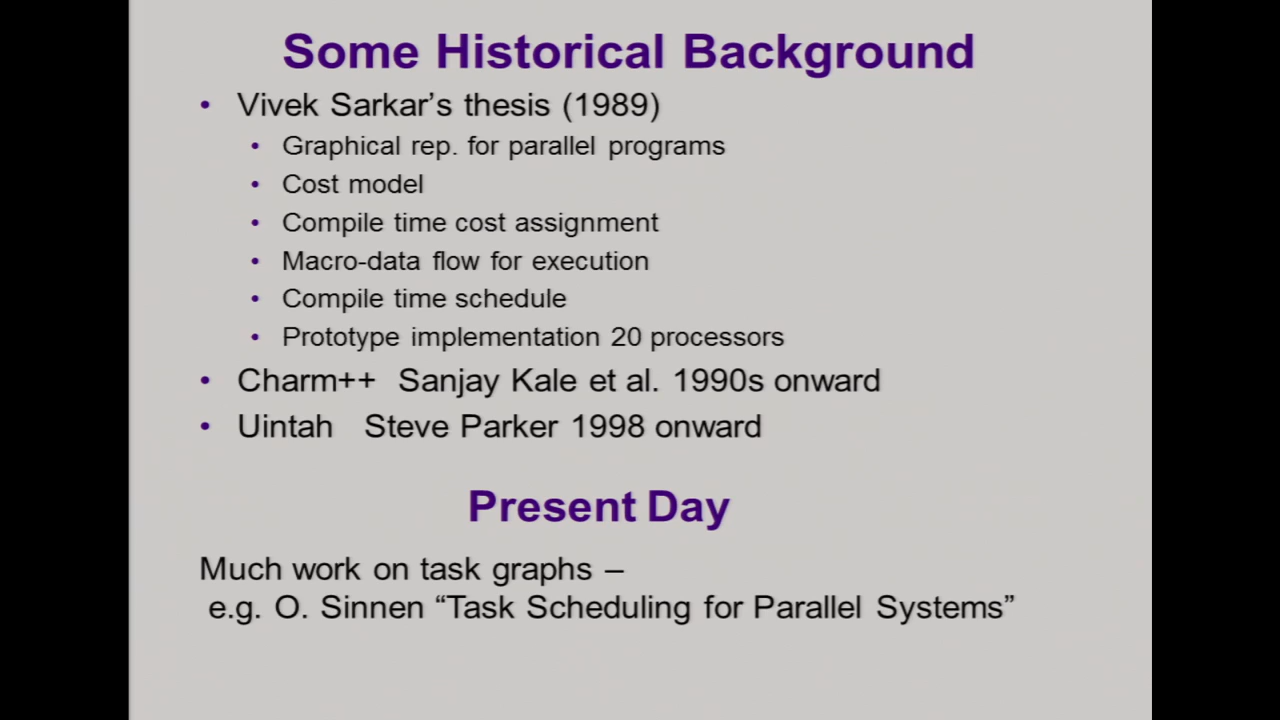 Some Historical Background
• Vivek Sarkar’s thesis (1989)
• Graphical rep. for parallel programs
• Cost model
• Compile time cost assignment
• Macro-data flow for execution
• Compile time schedule
• Prototype implementation 20 processors
• Charm++ Sanjay Kale et al. 1990s onward
• Uintah Steve Parker 1998 onward
Present Day
Much work on task graphs –
e.g. O. Sinnen “Task Scheduling for Parallel Systems”